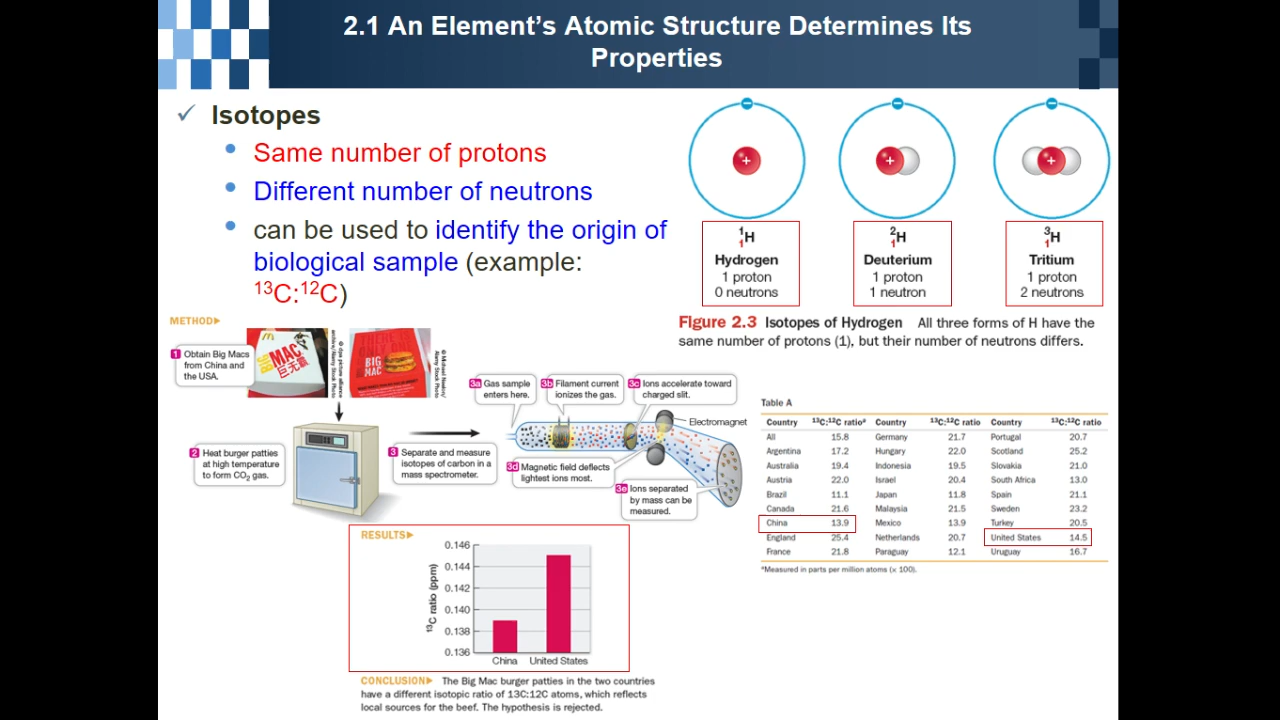 2.1 An Element's Atomic Structure Determines Its
Properties
Isotopes
Same number of protons
Different number of neutrons
can be used to identify the origin of
biological sample (example:
¹³C:¹²C)
¹₁H
Hydrogen
1 proton
0 neutrons
²₁H
Deuterium
1 proton
1 neutron
³₁H
Tritium
1 proton
2 neutrons
Figure 2.3 Isotopes of Hydrogen All three forms of H have the
same number of protons (1), but their number of neutrons differs.
METHOD
1 Obtain Big Macs
from China and
the USA.
BIG
MAC
巨无霸
BIG
MAC
2 Heat burger patties
at high temperature
to form CO₂ gas.
3 Separate and measure
isotopes of carbon in a
mass spectrometer.
3a Gas sample
enters here.
3b Filament current
ionizes the gas.
3c Ions accelerate toward
charged slit.
Electromagnet
3d Magnetic field deflects
lightest ions most.
3e Ions separated
by mass can be
measured.
Table A
Country ¹³C:¹²C ratioᵃ Country ¹³C:¹²C ratio Country ¹³C:¹²C ratio
All 15.8 Germany 21.7 Portugal 20.7
Argentina 17.2 Hungary 22.0 Scotland 25.2
Australia 19.4 Indonesia 19.5 Slovakia 21.0
Austria 22.0 Israel 20.4 South Africa 13.0
Brazil 11.1 Japan 11.8 Spain 21.1
Canada 21.6 Malaysia 21.5 Sweden 23.2
China 13.9 Mexico 13.9 Turkey 20.5
England 25.4 Netherlands 20.7 United States 14.5
France 21.8 Paraguay 12.1 Uruguay 16.7
ᵃMeasured in parts per million atoms (× 100).
RESULTS
¹³C ratio (ppm)
0.146
0.144
0.142
0.140
0.138
0.136
China United States
CONCLUSION The Big Mac burger patties in the two countries
have a different isotopic ratio of 13C:12C atoms, which reflects
local sources for the beef. The hypothesis is rejected.